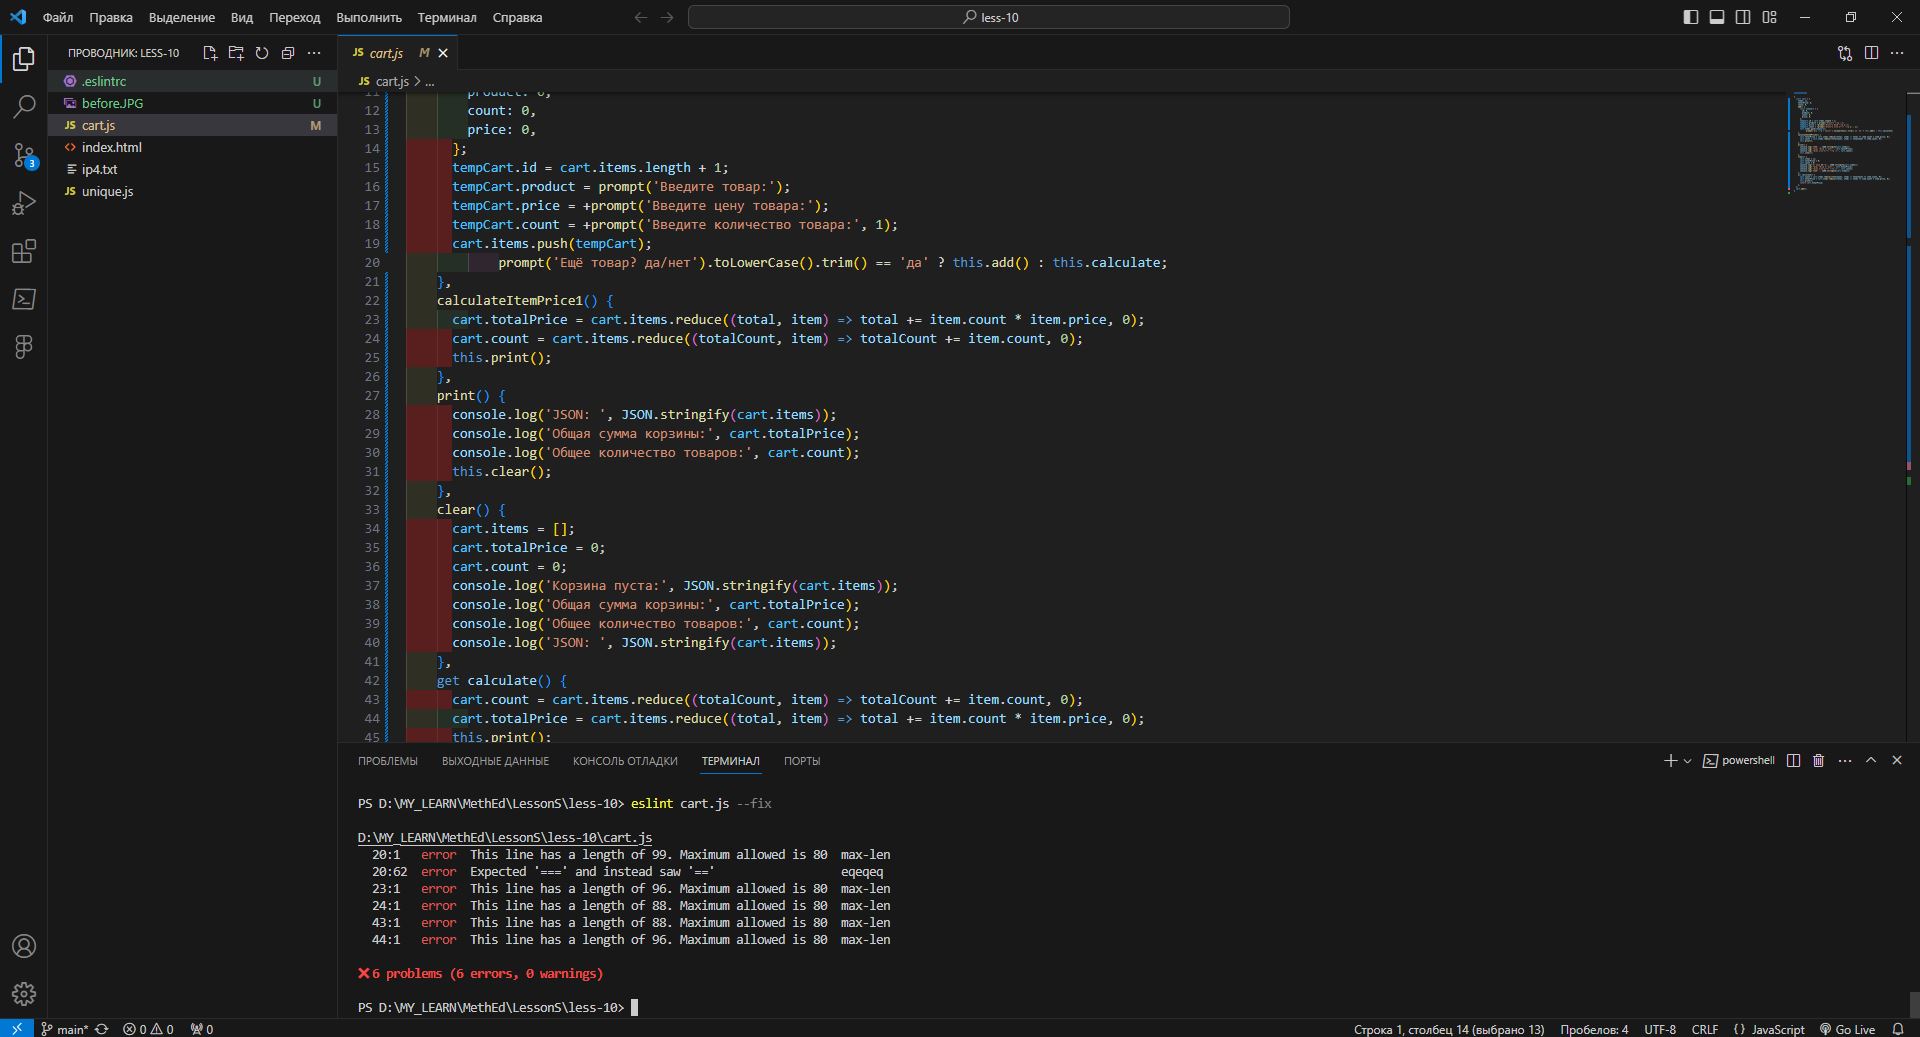 Файл Правка Выделение Вид Переход Выполнить Терминал Справка
less-10
ПРОВОДНИК: LESS-10
.eslintrc U
before.JPG U
JS cart.js M
index.html
ip4.txt
JS unique.js
3
JS cart.js M
JS cart.js > ...
11 product: 0,
12 count: 0,
13 price: 0,
14 };
15 tempCart.id = cart.items.length + 1;
16 tempCart.product = prompt('Введите товар:');
17 tempCart.price = +prompt('Введите цену товара:');
18 tempCart.count = +prompt('Введите количество товара:', 1);
19 cart.items.push(tempCart);
20 prompt('Ещё товар? да/нет').toLowerCase().trim() == 'да' ? this.add() : this.calculate;
21 },
22 calculateItemPrice1() {
23 cart.totalPrice = cart.items.reduce((total, item) => total += item.count * item.price, 0);
24 cart.count = cart.items.reduce((totalCount, item) => totalCount += item.count, 0);
25 this.print();
26 },
27 print() {
28 console.log('JSON: ', JSON.stringify(cart.items));
29 console.log('Общая сумма корзины:', cart.totalPrice);
30 console.log('Общее количество товаров:', cart.count);
31 this.clear();
32 },
33 clear() {
34 cart.items = [];
35 cart.totalPrice = 0;
36 cart.count = 0;
37 console.log('Корзина пуста:', JSON.stringify(cart.items));
38 console.log('Общая сумма корзины:', cart.totalPrice);
39 console.log('Общее количество товаров:', cart.count);
40 console.log('JSON: ', JSON.stringify(cart.items));
41 },
42 get calculate() {
43 cart.count = cart.items.reduce((totalCount, item) => totalCount += item.count, 0);
44 cart.totalPrice = cart.items.reduce((total, item) => total += item.count * item.price, 0);
45 this.print();
ПРОБЛЕМЫ ВЫХОДНЫЕ ДАННЫЕ КОНСОЛЬ ОТЛАДКИ ТЕРМИНАЛ ПОРТЫ
powershell
PS D:\MY_LEARN\MethEd\LessonS\less-10> eslint cart.js --fix
D:\MY_LEARN\MethEd\LessonS\less-10\cart.js
20:1 error This line has a length of 99. Maximum allowed is 80 max-len
20:62 error Expected '===' and instead saw '==' eqeqeq
23:1 error This line has a length of 96. Maximum allowed is 80 max-len
24:1 error This line has a length of 88. Maximum allowed is 80 max-len
43:1 error This line has a length of 88. Maximum allowed is 80 max-len
44:1 error This line has a length of 96. Maximum allowed is 80 max-len
6 problems (6 errors, 0 warnings)
PS D:\MY_LEARN\MethEd\LessonS\less-10>
main* 0 0 0 Строка 1, столбец 14 (выбрано 13) Пробелов: 4 UTF-8 CRLF {} JavaScript Go Live